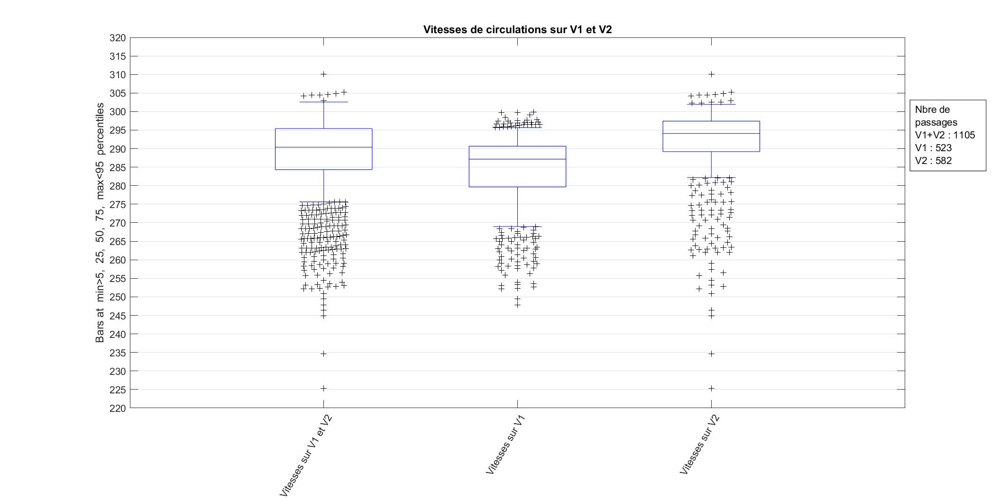 Vitesses de circulations sur V1 et V2
Bars at min>5, 25, 50, 75, max<95 percentiles
320
315
310
305
300
295
290
285
280
275
270
265
260
255
250
245
240
235
230
225
220
Vitesses sur V1 et V2
Vitesses sur V1
Vitesses sur V2
Nbre de
passages
V1+V2 : 1105
V1 : 523
V2 : 582